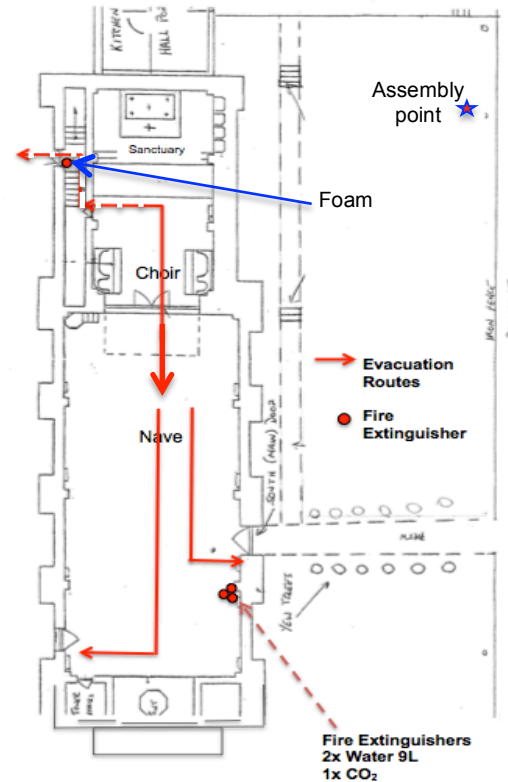 KITCHEN
HALL FOR
Assembly
point
Sanctuary
Foam
Choir
IRON FENCE
Evacuation
Routes
Fire
Extinguisher
Nave
SOUTH (MAIN) DOOR
YEW TREES
Fire Extinguishers
2x Water 9L
1x CO₂